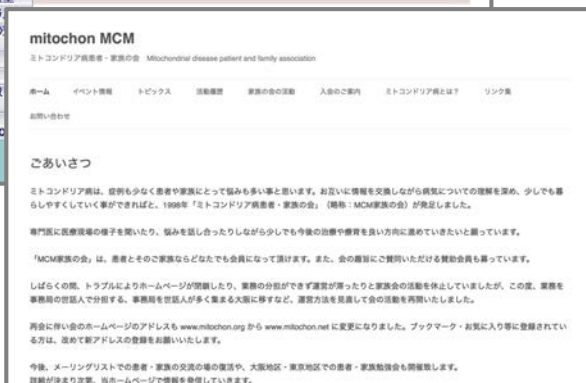 mitochon MCM
ミトコンドリア病患者・家族の会 Mitochondrial disease patient and family association
ホーム イベント情報 トピックス 活動履歴 家族の会の活動 入会のご案内 ミトコンドリア病とは？ リンク集
お問い合わせ
ごあいさつ
ミトコンドリア病は、症例も少なく患者や家族にとって悩みも多い事と思います。お互いに情報を交換しながら病気についての理解を深め、少しでも暮
らしやすくしていく事ができればと、1998年「ミトコンドリア病患者・家族の会」（略称：MCM家族の会）が発足しました。
専門医に医療現場の様子を聞いたり、悩みを話し合ったりしながら少しでも今後の治療や療育を良い方向に進めていきたいと願っています。
「MCM家族の会」は、患者とそのご家族ならどなたでも会員になって頂けます。また、会の趣旨にご賛同いただける賛助会員も募っています。
しばらくの間、トラブルによりホームページが閉鎖したり、業務の分担ができず運営が滞ったりと家族会の活動を休止していましたが、この度、業務を
事務局の世話人で分担する、事務局を世話人が多く集まる大阪に移すなど、運営方法を見直して会の活動を再開いたしました。
再会に伴い会のホームページのアドレスも www.mitochon.org から www.mitochon.net に変更になりました。ブックマーク・お気に入り等に登録されてい
る方は、改めて新アドレスの登録をお願いいたします。
今後、メーリングリストでの患者・家族の交流の場の復活や、大阪地区・東京地区での患者・家族勉強会も開催致します。
詳細が決まり次第、当ホームページで情報を発信していきます。